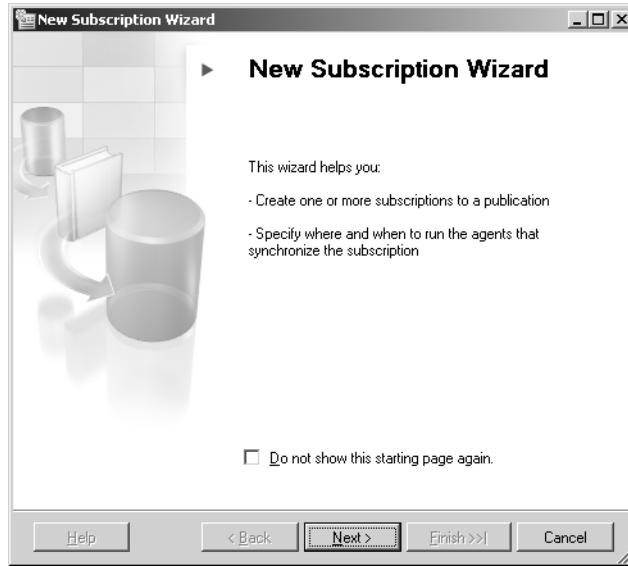 New Subscription Wizard
New Subscription Wizard
This wizard helps you:
- Create one or more subscriptions to a publication
- Specify where and when to run the agents that
synchronize the subscription
Do not show this starting page again.
Help
< Back
Next >
Finish >>|
Cancel